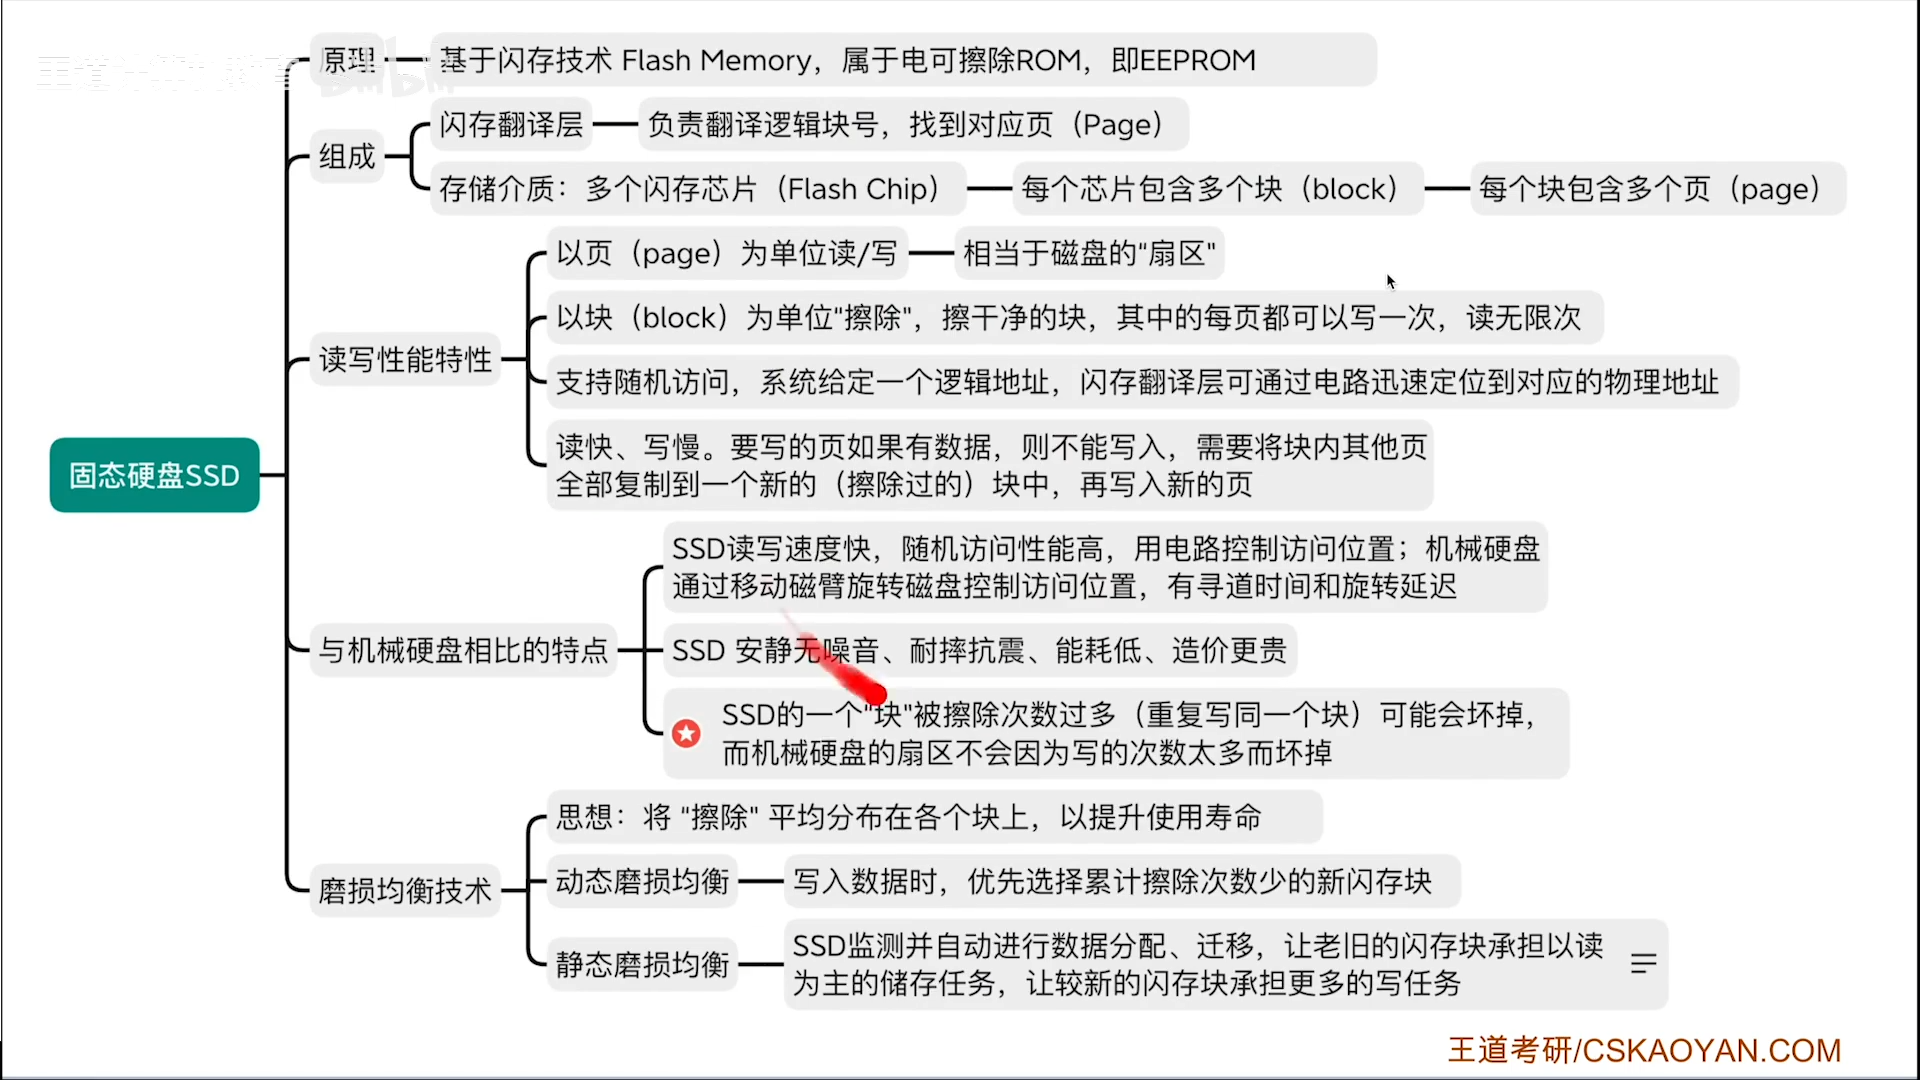 原理
基于闪存技术 Flash Memory，属于电可擦除ROM，即EEPROM
组成
闪存翻译层
负责翻译逻辑块号，找到对应页（Page）
存储介质：多个闪存芯片（Flash Chip）
每个芯片包含多个块（block）
每个块包含多个页（page）
读写性能特性
以页（page）为单位读/写
相当于磁盘的“扇区”
以块（block）为单位"擦除"，擦干净的块，其中的每页都可以写一次，读无限次
支持随机访问，系统给定一个逻辑地址，闪存翻译层可通过电路迅速定位到对应的物理地址
读快、写慢。要写的页如果有数据，则不能写入，需要将块内其他页
全部复制到一个新的（擦除过的）块中，再写入新的页
固态硬盘SSD
与机械硬盘相比的特点
SSD读写速度快，随机访问性能高，用电路控制访问位置；机械硬盘
通过移动磁臂旋转磁盘控制访问位置，有寻道时间和旋转延迟
SSD 安静无噪音、耐摔抗震、能耗低、造价更贵
SSD的一个"块"被擦除次数过多（重复写同一个块）可能会坏掉，
而机械硬盘的扇区不会因为写的次数太多而坏掉
磨损均衡技术
思想：将 “擦除" 平均分布在各个块上，以提升使用寿命
动态磨损均衡
写入数据时，优先选择累计擦除次数少的新闪存块
静态磨损均衡
SSD监测并自动进行数据分配、迁移，让老旧的闪存块承担以读
为主的储存任务，让较新的闪存块承担更多的写任务
王道考研/CSKAOYAN.COM